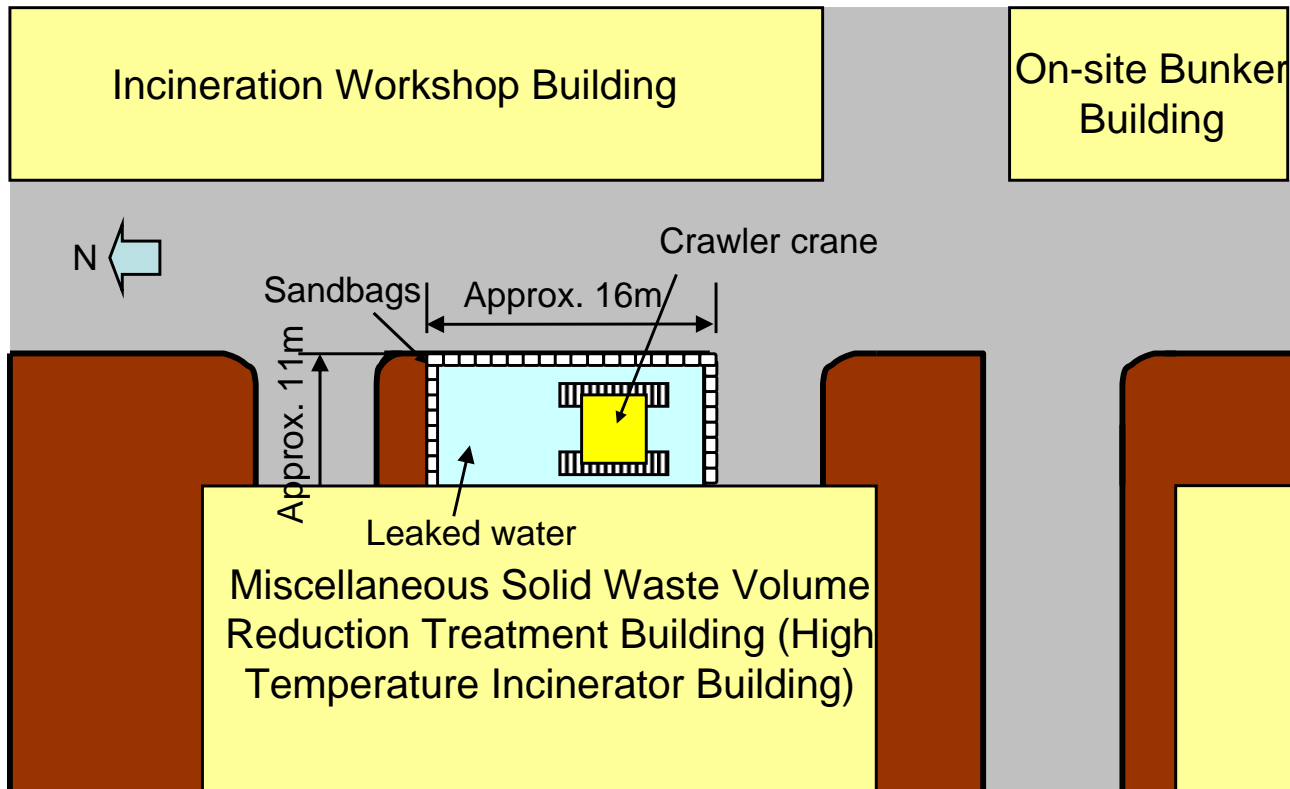 Incineration Workshop Building
On-site Bunker
Building
N
Crawler crane
Sandbags
Approx. 16m
Approx. 11m
Leaked water
Miscellaneous Solid Waste Volume
Reduction Treatment Building (High
Temperature Incinerator Building)